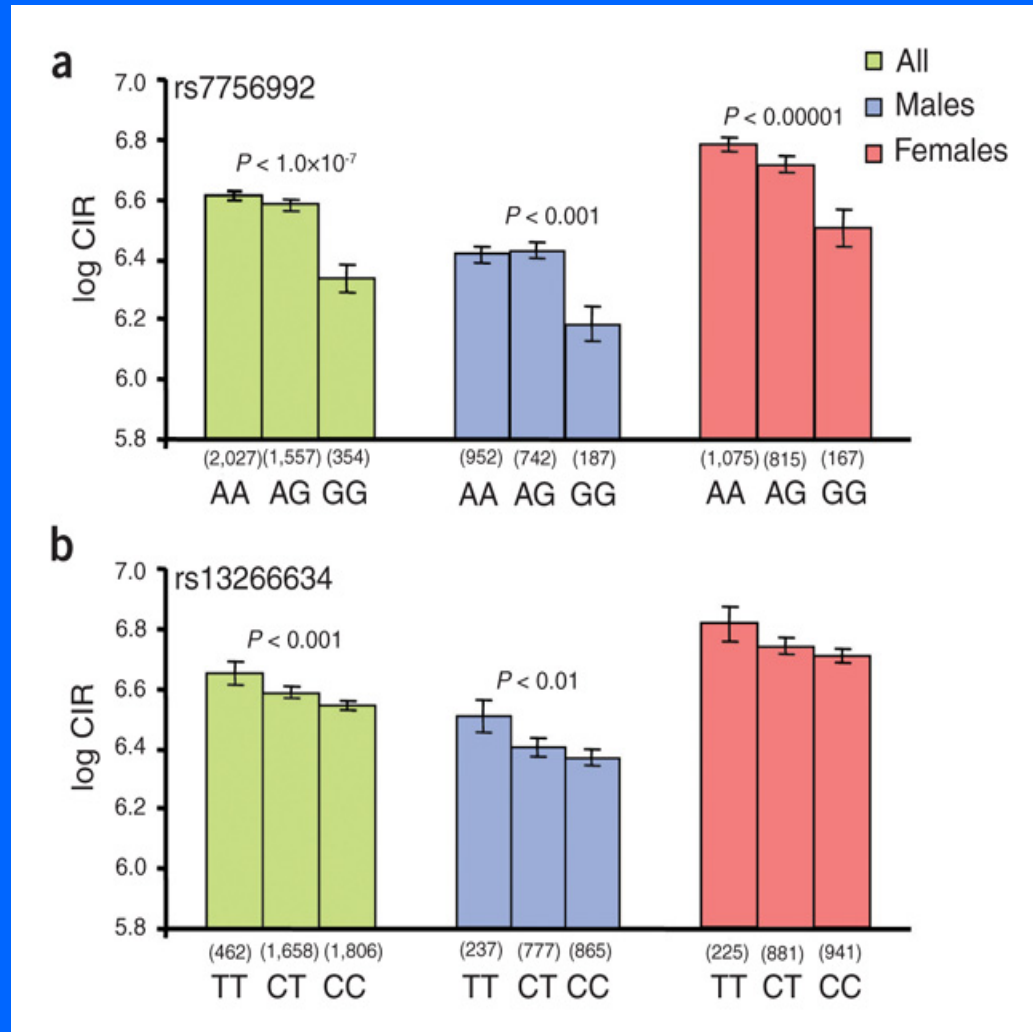 a
rs7756992
All
Males
Females
7.0
6.8
6.6
6.4
6.2
6.0
5.8
log CIR
P < 1.0×10-7
P < 0.001
P < 0.00001
(2,027) (1,557) (354)
AA AG GG
(952) (742) (187)
AA AG GG
(1,075) (815) (167)
AA AG GG
b
rs13266634
7.0
6.8
6.6
6.4
6.2
6.0
5.8
log CIR
P < 0.001
P < 0.01
(462) (1,658) (1,806)
TT CT CC
(237) (777) (865)
TT CT CC
(225) (881) (941)
TT CT CC